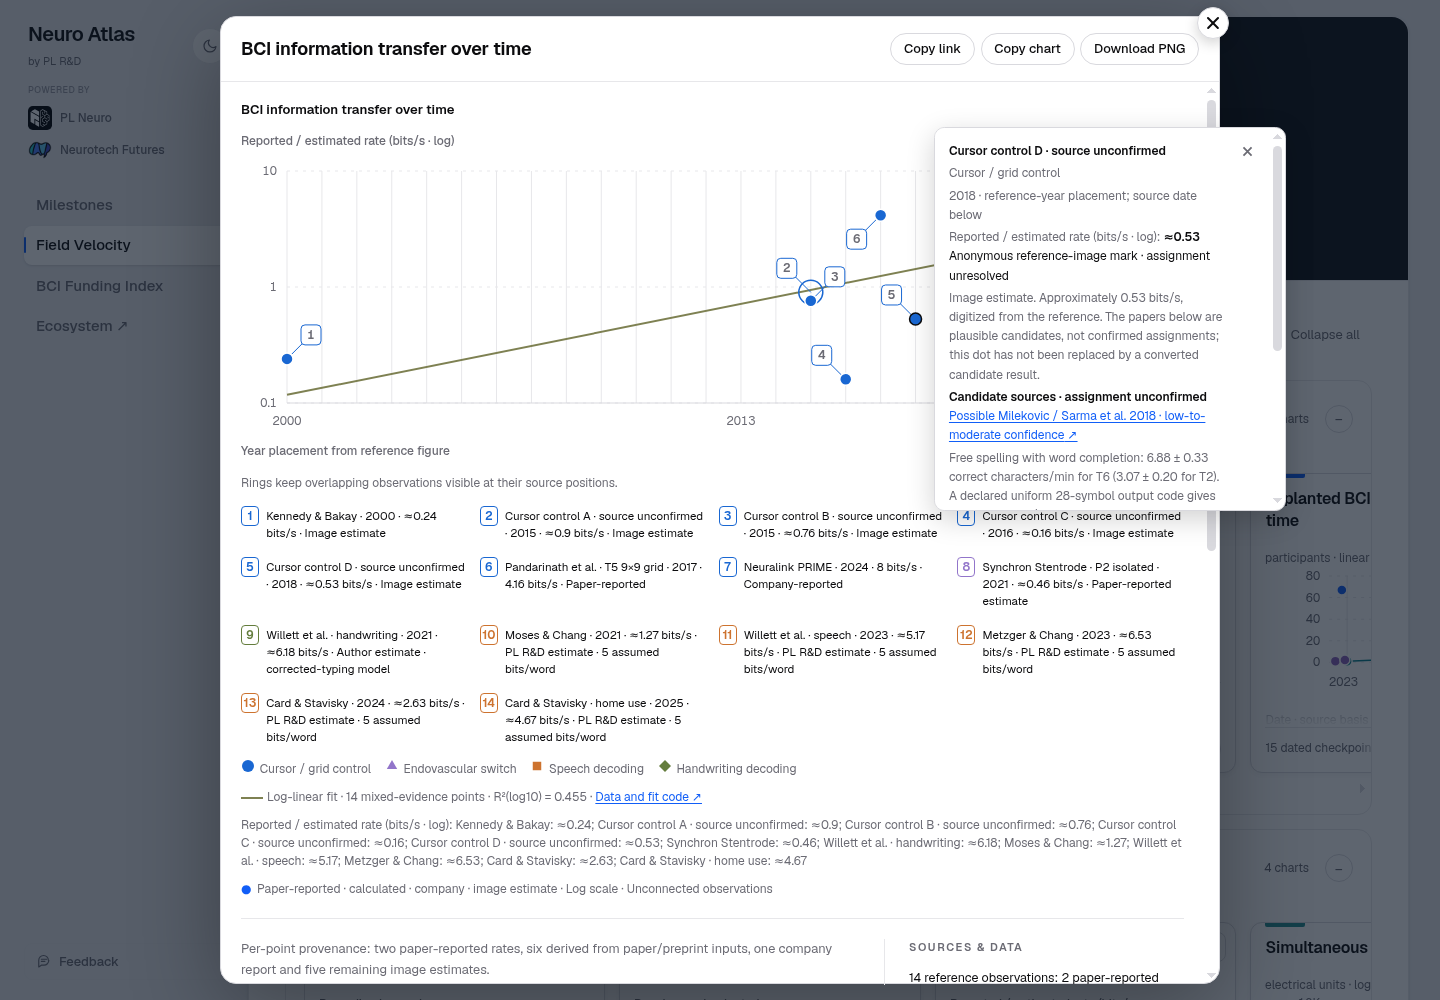 Neuro Atlas
by PL R&D
POWERED BY
PL Neuro
Neurotech Futures
Milestones
Field Velocity
BCI Funding Index
Ecosystem ↗
Feedback
BCI information transfer over time
Copy link
Copy chart
Download PNG
BCI information transfer over time
Reported / estimated rate (bits/s · log)
10
1
0.1
2000
2013
1
2
3
4
5
6
Year placement from reference figure
Rings keep overlapping observations visible at their source positions.
Cursor control D · source unconfirmed
Cursor / grid control
2018 · reference-year placement; source date
below
Reported / estimated rate (bits/s · log): ≈0.53
Anonymous reference-image mark · assignment
unresolved
Image estimate. Approximately 0.53 bits/s,
digitized from the reference. The papers below are
plausible candidates, not confirmed assignments;
this dot has not been replaced by a converted
candidate result.
Candidate sources · assignment unconfirmed
Possible Milekovic / Sarma et al. 2018 · low-to-
moderate confidence ↗
Free spelling with word completion: 6.88 ± 0.33
correct characters/min for T6 (3.07 ± 0.20 for T2).
A declared uniform 28-symbol output code gives
1 Kennedy & Bakay · 2000 · ≈0.24
bits/s · Image estimate
2 Cursor control A · source unconfirmed
· 2015 · ≈0.9 bits/s · Image estimate
3 Cursor control B · source unconfirmed
· 2015 · ≈0.76 bits/s · Image estimate
4 Cursor control C · source unconfirmed
· 2016 · ≈0.16 bits/s · Image estimate
5 Cursor control D · source unconfirmed
· 2018 · ≈0.53 bits/s · Image estimate
6 Pandarinath et al. · T5 9×9 grid · 2017 ·
4.16 bits/s · Paper-reported
7 Neuralink PRIME · 2024 · 8 bits/s ·
Company-reported
8 Synchron Stentrode · P2 isolated ·
2021 · ≈0.46 bits/s · Paper-reported
estimate
9 Willett et al. · handwriting · 2021 ·
≈6.18 bits/s · Author estimate ·
corrected-typing model
10 Moses & Chang · 2021 · ≈1.27 bits/s ·
PL R&D estimate · 5 assumed
bits/word
11 Willett et al. · speech · 2023 · ≈5.17
bits/s · PL R&D estimate · 5 assumed
bits/word
12 Metzger & Chang · 2023 · ≈6.53
bits/s · PL R&D estimate · 5 assumed
bits/word
13 Card & Stavisky · 2024 · ≈2.63 bits/s ·
PL R&D estimate · 5 assumed
bits/word
14 Card & Stavisky · home use · 2025 ·
≈4.67 bits/s · PL R&D estimate · 5
assumed bits/word
Cursor / grid control
Endovascular switch
Speech decoding
Handwriting decoding
Log-linear fit · 14 mixed-evidence points · R²(log10) = 0.455 · Data and fit code ↗
Reported / estimated rate (bits/s · log): Kennedy & Bakay: ≈0.24; Cursor control A · source unconfirmed: ≈0.9; Cursor control B · source unconfirmed: ≈0.76; Cursor control
C · source unconfirmed: ≈0.16; Cursor control D · source unconfirmed: ≈0.53; Synchron Stentrode: ≈0.46; Willett et al. · handwriting: ≈6.18; Moses & Chang: ≈1.27; Willett et
al. · speech: ≈5.17; Metzger & Chang: ≈6.53; Card & Stavisky: ≈2.63; Card & Stavisky · home use: ≈4.67
Paper-reported · calculated · company · image estimate · Log scale · Unconnected observations
Per-point provenance: two paper-reported rates, six derived from paper/preprint inputs, one company
report and five remaining image estimates.
SOURCES & DATA
14 reference observations: 2 paper-reported
Collapse all
arts
planted BCI
time
participants · linear
80
60
40
20
0
2023
Date · source basis
15 dated checkpoin
4 charts
Simultaneous
electrical units · log